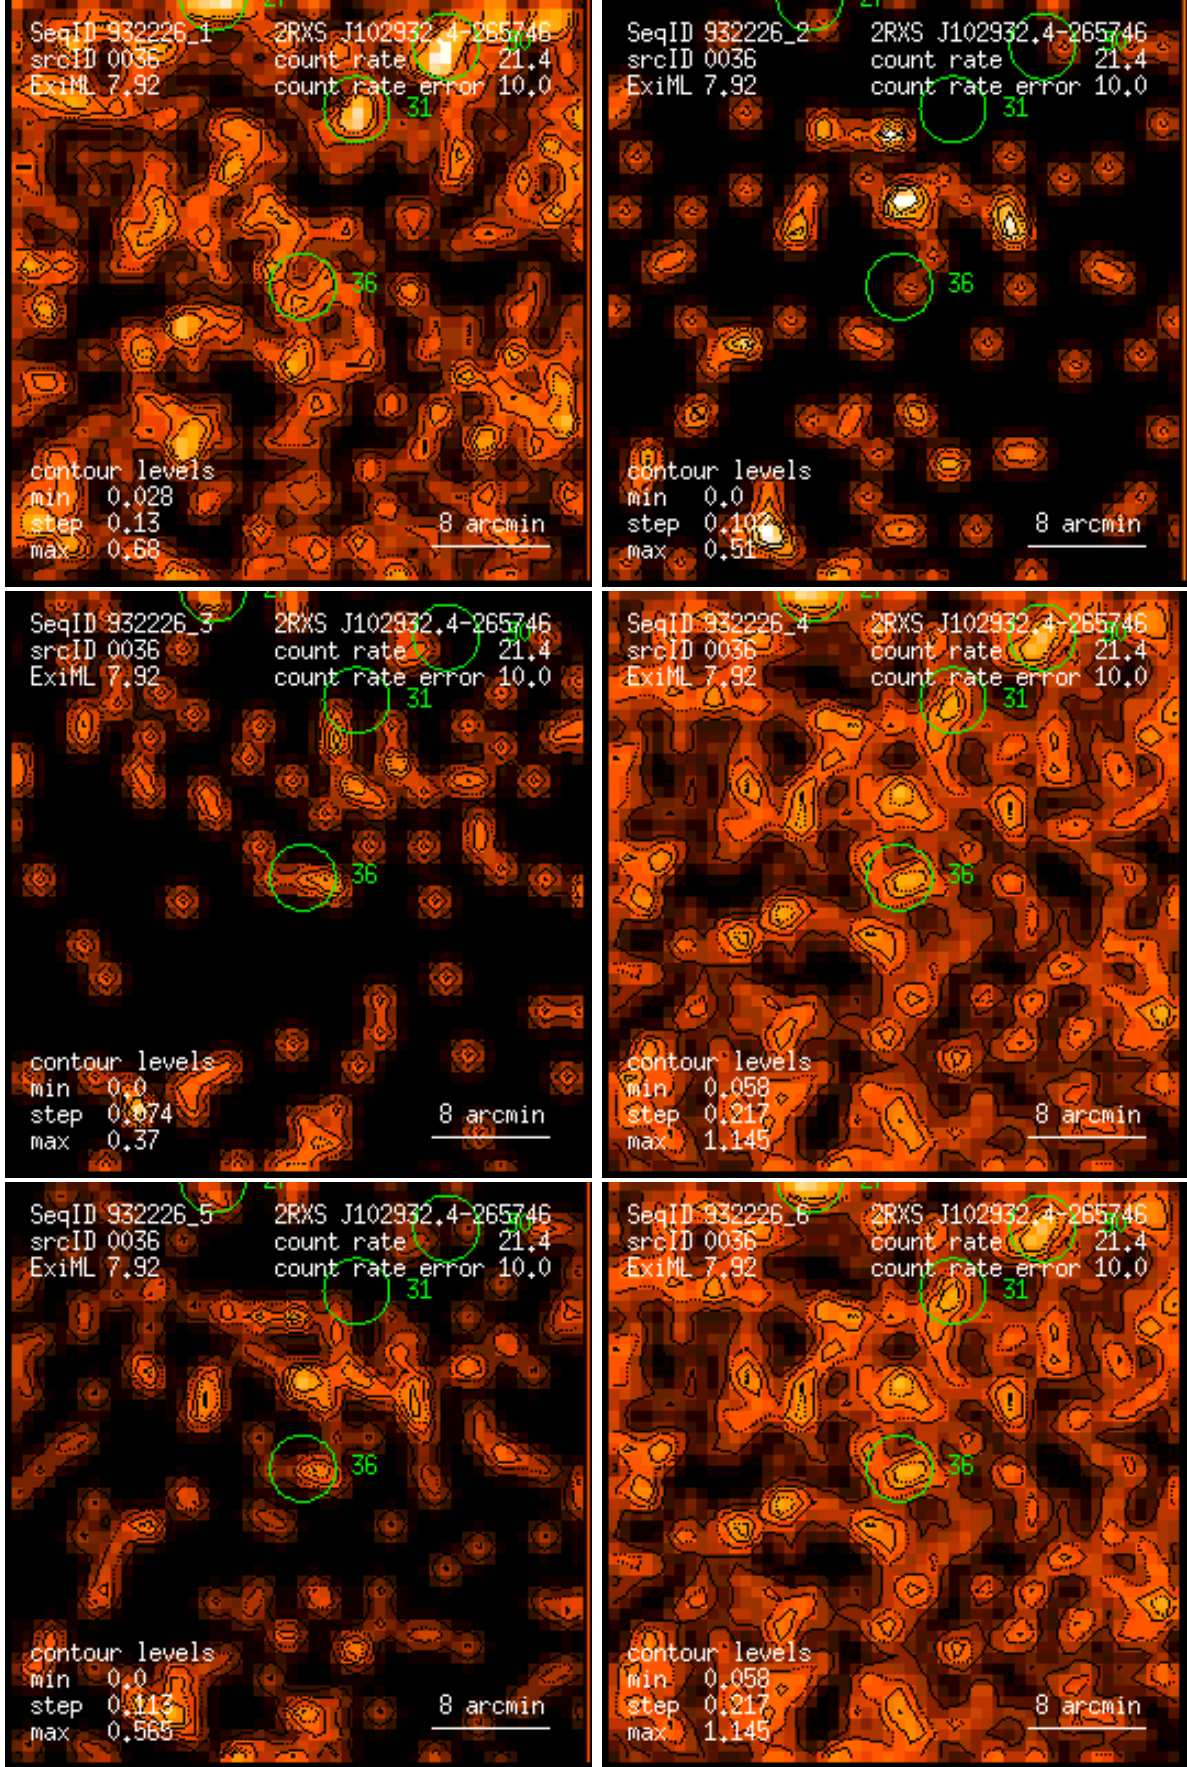 27
SeqID 932226_1 2RXS J102932.4-265746
srcID 0036 count rate 21.4
ExiML 7.92 count rate error 10.0
31
36
contour levels
min 0.028
step 0.13
max 0.68
8 arcmin
SeqID 932226_2 2RXS J102932.4-265746
srcID 0036 count rate 21.4
ExiML 7.92 count rate error 10.0
31
36
contour levels
min 0.0
step 0.102
max 0.51
8 arcmin
SeqID 932226_3 2RXS J102932.4-265746
srcID 0036 count rate 21.4
ExiML 7.92 count rate error 10.0
31
36
contour levels
min 0.0
step 0.074
max 0.37
8 arcmin
SeqID 932226_4 2RXS J102932.4-265746
srcID 0036 count rate 21.4
ExiML 7.92 count rate error 10.0
31
36
contour levels
min 0.058
step 0.217
max 1.145
8 arcmin
SeqID 932226_5 2RXS J102932.4-265746
srcID 0036 count rate 21.4
ExiML 7.92 count rate error 10.0
31
36
contour levels
min 0.0
step 0.113
max 0.565
8 arcmin
SeqID 932226_6 2RXS J102932.4-265746
srcID 0036 count rate 21.4
ExiML 7.92 count rate error 10.0
31
36
contour levels
min 0.058
step 0.217
max 1.145
8 arcmin